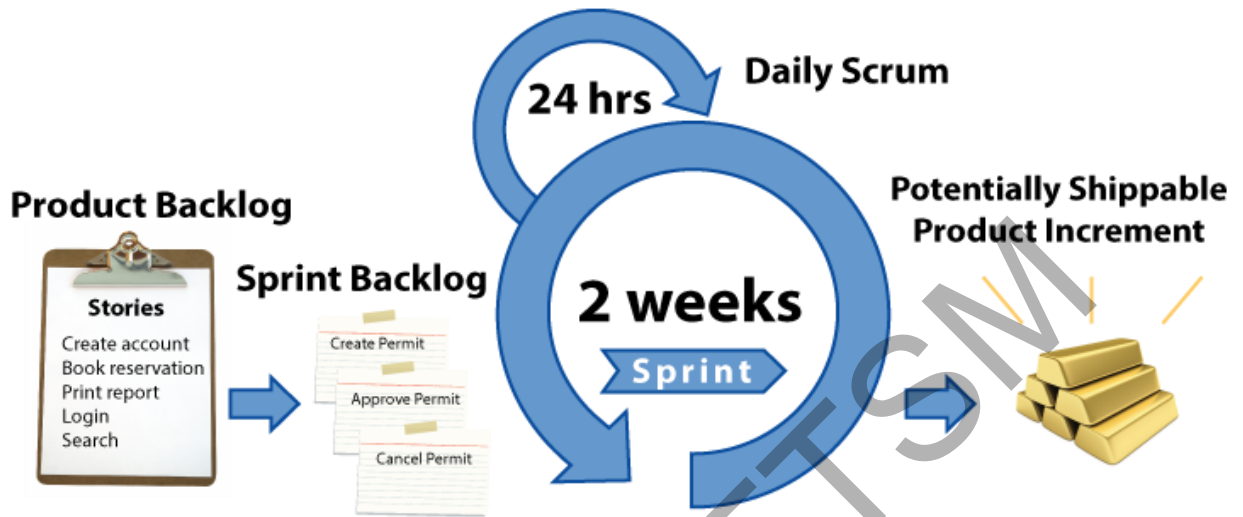 Product Backlog
Stories
Create account
Book reservation
Print report
Login
Search
Sprint Backlog
Create Permit
Approve Permit
Cancel Permit
24 hrs
Daily Scrum
2 weeks
Sprint
Potentially Shippable
Product Increment
TSM